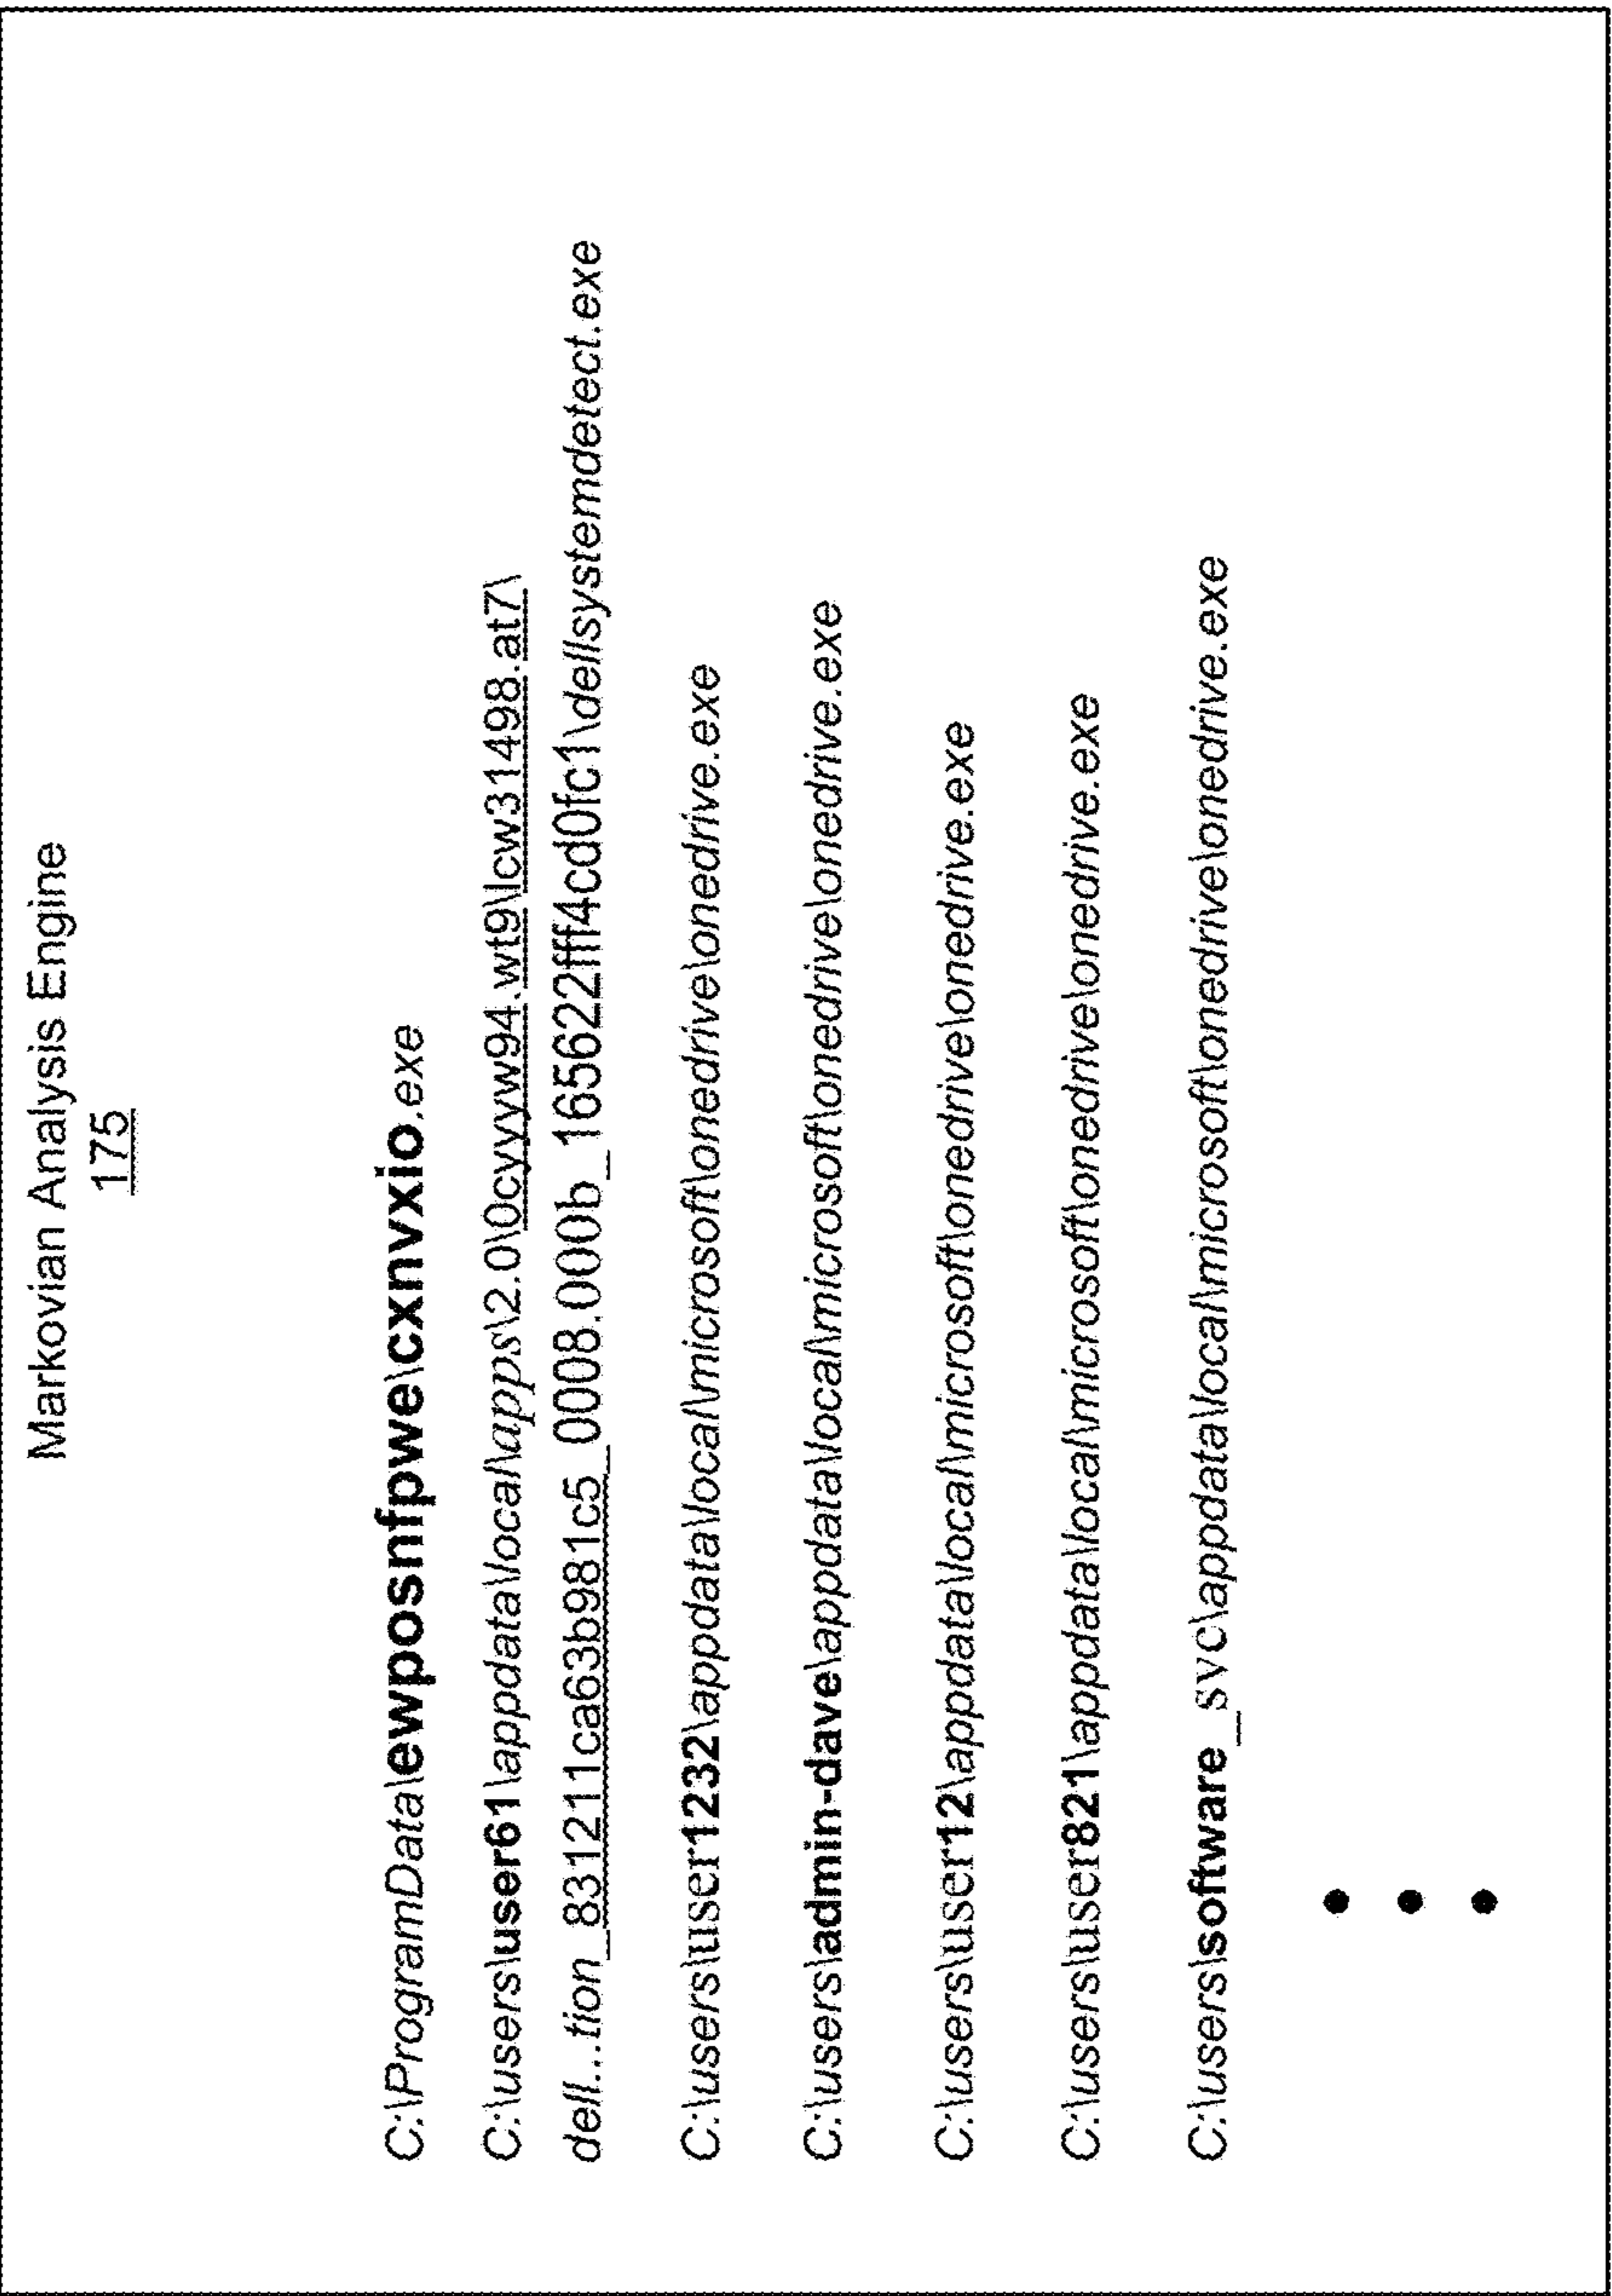 Markovian Analysis Engine
175
C:\ProgramData\ewposnfpwe\cxnvxio.exe
C:\users\user61\appdata\local\apps\2.0\0cyyyw94.wt9\lcw31498.at7\
dell...tion_831211ca63b981c5_0008.000b_165622fff4cd0fc1\dellsystemdetect.exe
C:\users\user1232\appdata\local\microsoft\onedrive\onedrive.exe
C:\users\admin-dave\appdata\local\microsoft\onedrive\onedrive.exe
C:\users\user12\appdata\local\microsoft\onedrive\onedrive.exe
C:\users\user821\appdata\local\microsoft\onedrive\onedrive.exe
C:\users\software_svc\appdata\local\microsoft\onedrive\onedrive.exe